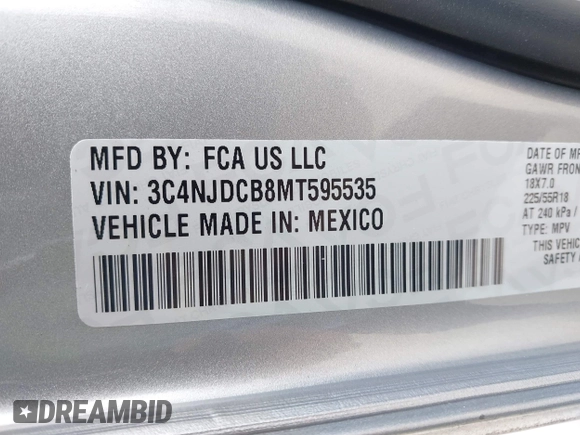 MFD BY: FCA US LLC
VIN: 3C4NJDCB8MT595535
VEHICLE MADE IN: MEXICO
DATE OF
GAWR FRON
18X7.0
225/55R18
AT 240 kPa /
TYPE: MPV
THIS VEHIC
SAFETY
DREAMBID